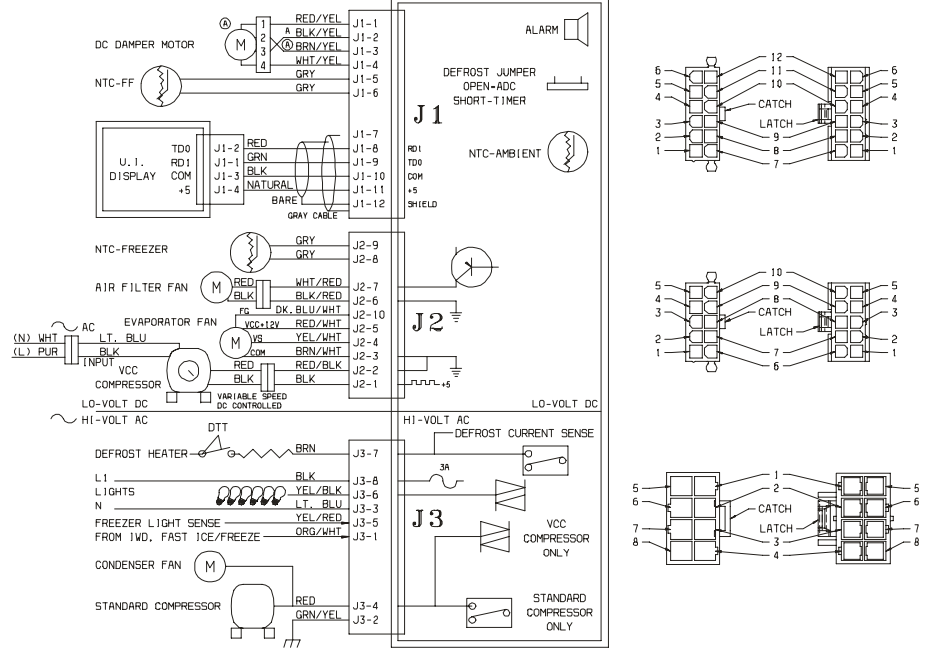 A 1 RED/YEL J1-1
2 A BLK/YEL J1-2
DC DAMPER MOTOR M 3 A BRN/YEL J1-3
4 WHT/YEL J1-4
NTC-FF GRY J1-5
GRY J1-6
J1
ALARM
DEFROST JUMPER
OPEN-ADC
SHORT-TIMER
NTC-AMBIENT
J1-7
U.I.
DISPLAY
TDO J1-2 RED J1-8 RDI
RDI J1-1 GRN J1-9 TDO
COM J1-3 BLK J1-10 COM
+5 J1-4 NATURAL J1-11 +5
BARE J1-12 SHIELD
GRAY CABLE
NTC-FREEZER GRY J2-9
GRY J2-8
AIR FILTER FAN M RED WHT/RED J2-7
BLK BLK/RED J2-6
J2
EVAPORATOR FAN M FG DK.BLU/WHT J2-10
VCC+12V RED/WHT J2-5
VS YEL/WHT J2-4
COM BRN/WHT J2-3
AC
(N) WHT LT. BLU
(L) PUR BLK
INPUT
VCC
COMPRESSOR
RED RED/BLK J2-2
BLK BLK J2-1 +5
VARIABLE SPEED
DC CONTROLLED
LO-VOLT DC LO-VOLT DC
HI-VOLT AC HI-VOLT AC
DTT
DEFROST HEATER BRN J3-7
DEFROST CURRENT SENSE
L1 BLK J3-8 3A
LIGHTS YEL/BLK J3-6
N LT. BLU J3-3
FREEZER LIGHT SENSE YEL/RED J3-5
FROM IWD, FAST ICE/FREEZE ORG/WHT J3-1
J3
VCC
COMPRESSOR
ONLY
CONDENSER FAN M
STANDARD COMPRESSOR RED J3-4
GRN/YEL J3-2
STANDARD
COMPRESSOR
ONLY
6 12 6
5 11 5
4 10 4
CATCH
LATCH
3 9 3
2 8 2
1 7 1
5 10 5
4 9 4
3 8 3
CATCH
LATCH
2 7 2
1 6 1
5 1 5
6 2 6
CATCH
LATCH
7 3 7
8 4 8